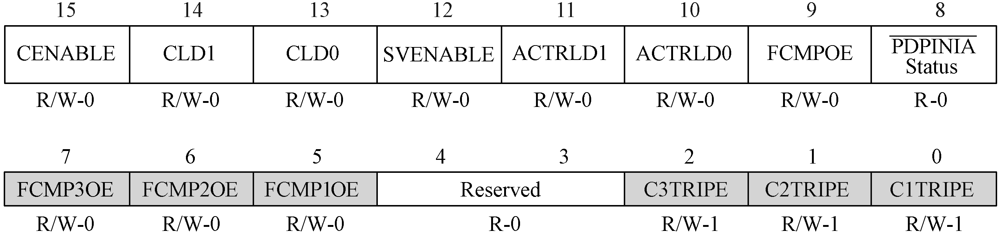 15 14 13 12 11 10 9 8
CENABLE CLD1 CLD0 SVENABLE ACTRLD1 ACTRLD0 FCMPOE PDPINIA Status
R/W-0 R/W-0 R/W-0 R/W-0 R/W-0 R/W-0 R/W-0 R-0
7 6 5 4 3 2 1 0
FCMP3OE FCMP2OE FCMP1OE Reserved C3TRIPE C2TRIPE C1TRIPE
R/W-0 R/W-0 R/W-0 R-0 R/W-1 R/W-1 R/W-1